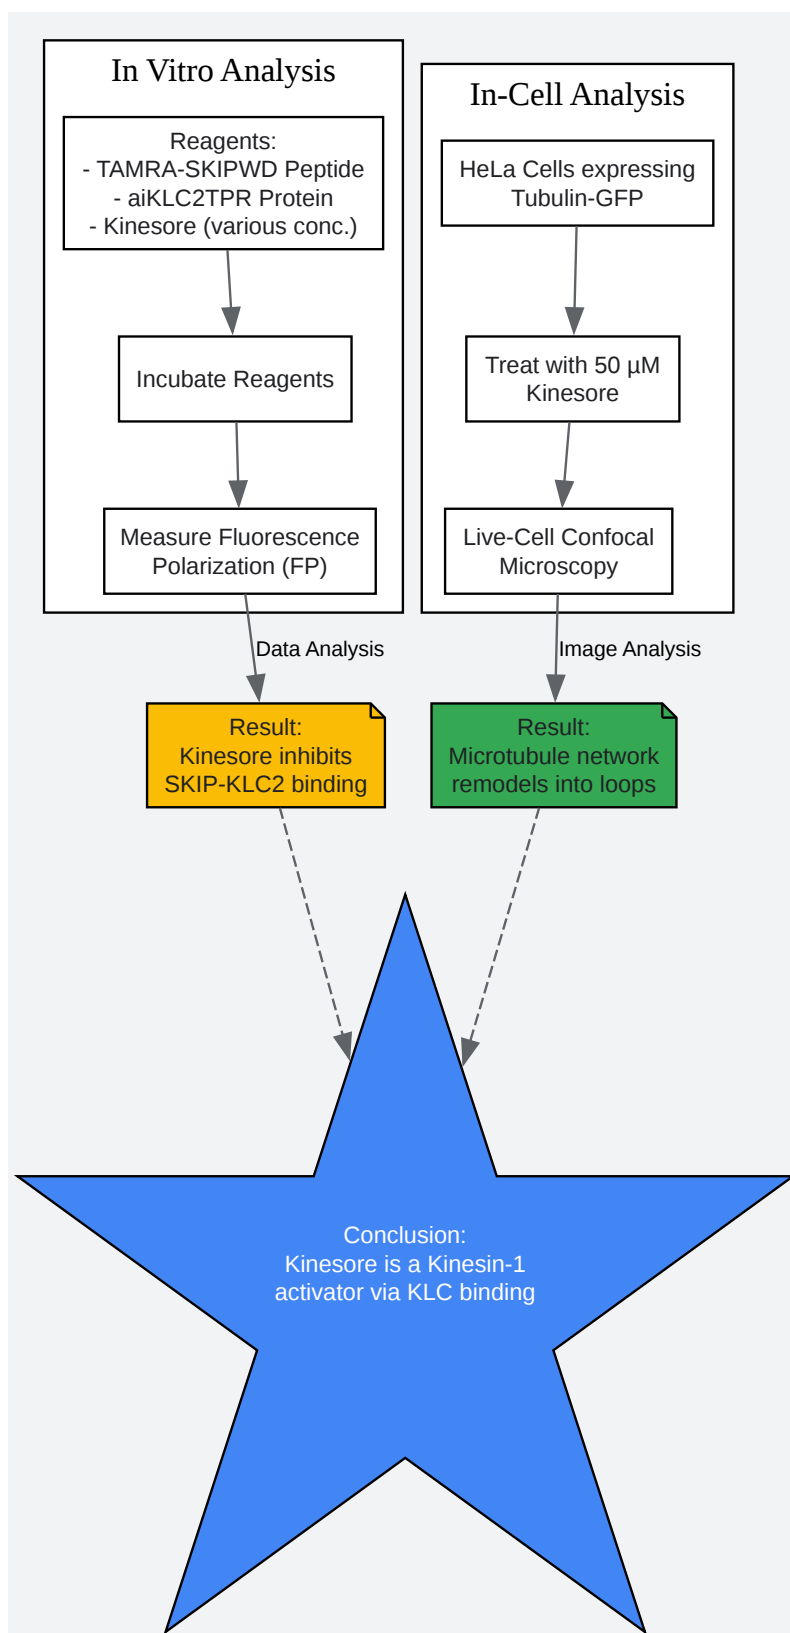 In Vitro Analysis
Reagents:
- TAMRA-SKIPWD Peptide
- aiKLC2TPR Protein
- Kinesore (various conc.)
Incubate Reagents
Measure Fluorescence
Polarization (FP)
Data Analysis
Result:
Kinesore inhibits
SKIP-KLC2 binding
In-Cell Analysis
HeLa Cells expressing
Tubulin-GFP
Treat with 50 µM
Kinesore
Live-Cell Confocal
Microscopy
Image Analysis
Result:
Microtubule network
remodels into loops
Conclusion:
Kinesore is a Kinesin-1
activator via KLC binding